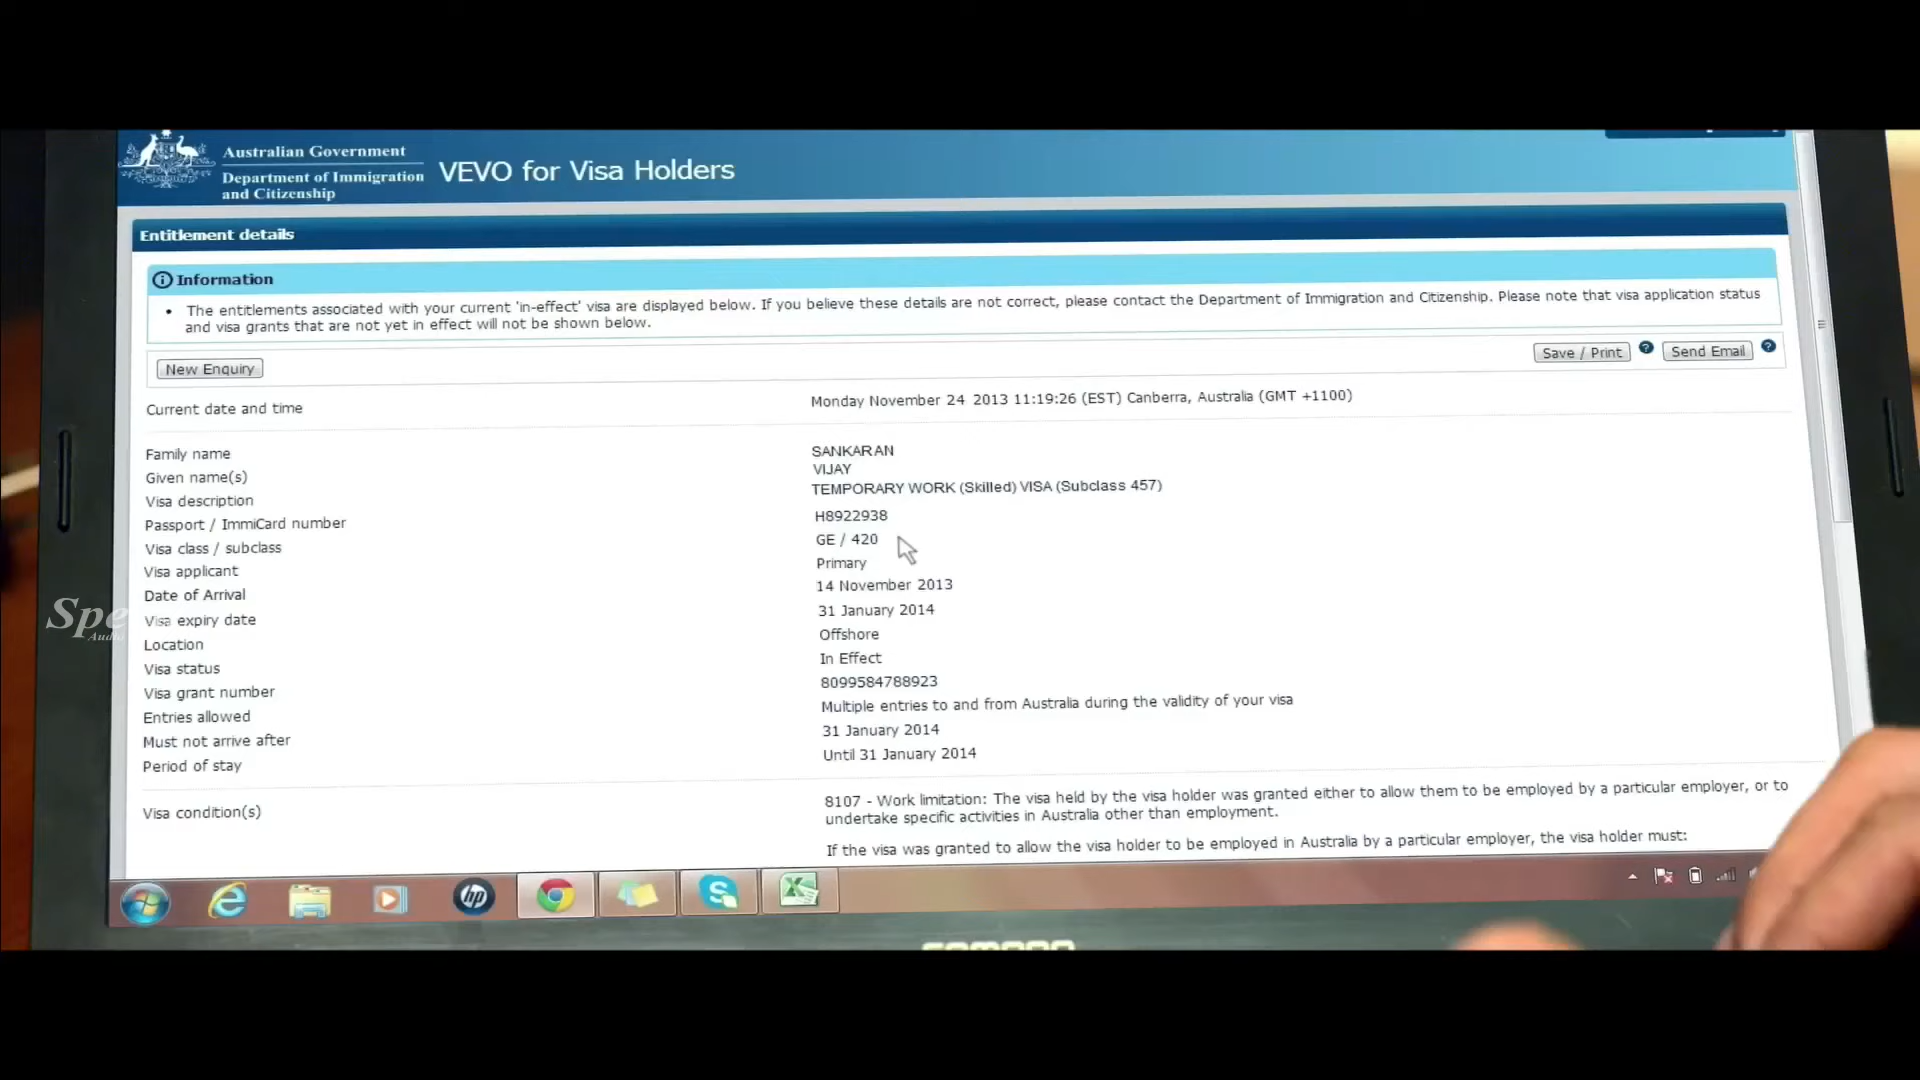 Australian Government
Department of Immigration
and Citizenship
VEVO for Visa Holders
Entitlement details
Information
• The entitlements associated with your current 'in-effect' visa are displayed below. If you believe these details are not correct, please contact the Department of Immigration and Citizenship. Please note that visa application status
and visa grants that are not yet in effect will not be shown below.
New Enquiry
Save / Print ? Send Email ?
Current date and time Monday November 24 2013 11:19:26 (EST) Canberra, Australia (GMT +1100)
Family name SANKARAN
Given name(s) VIJAY
Visa description TEMPORARY WORK (Skilled) VISA (Subclass 457)
Passport / ImmiCard number H8922938
Visa class / subclass GE / 420
Visa applicant Primary
Date of Arrival 14 November 2013
Visa expiry date 31 January 2014
Location Offshore
Visa status In Effect
Visa grant number 8099584788923
Entries allowed Multiple entries to and from Australia during the validity of your visa
Must not arrive after 31 January 2014
Period of stay Until 31 January 2014
Visa condition(s) 8107 - Work limitation: The visa held by the visa holder was granted either to allow them to be employed by a particular employer, or to
undertake specific activities in Australia other than employment.
If the visa was granted to allow the visa holder to be employed in Australia by a particular employer, the visa holder must:
Spe
Audio
hp